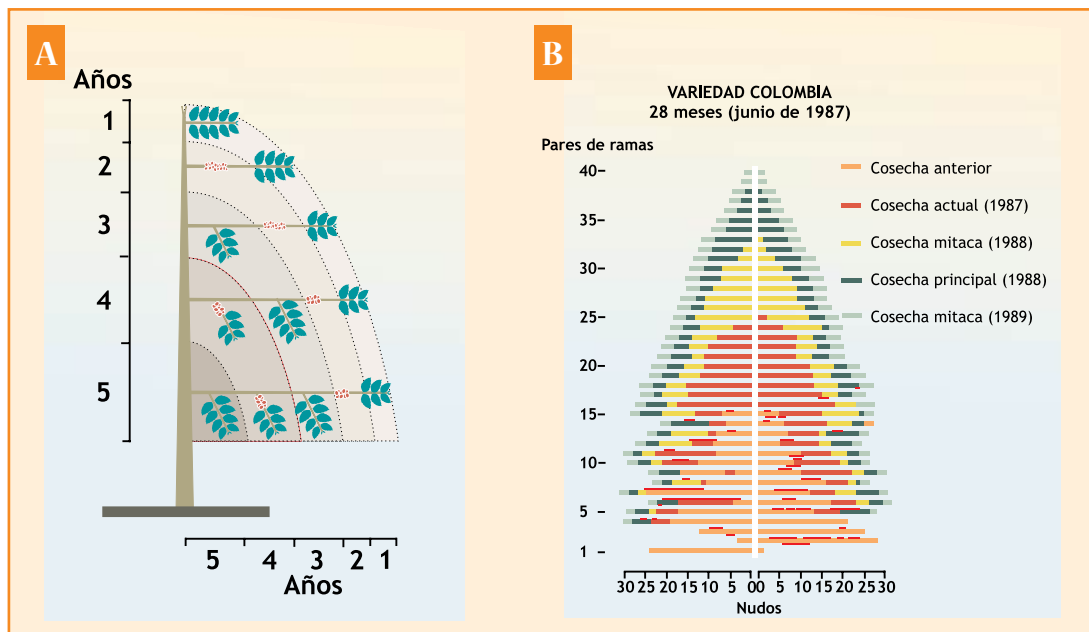 A
Años
1
2
3
4
5
5 4 3 2 1
Años
B
VARIEDAD COLOMBIA
28 meses (junio de 1987)
Pares de ramas
40
35
30
25
20
15
10
5
1
Cosecha anterior
Cosecha actual (1987)
Cosecha mitaca (1988)
Cosecha principal (1988)
Cosecha mitaca (1989)
30 25 20 15 10 5 00 5 10 15 20 25 30
Nudos